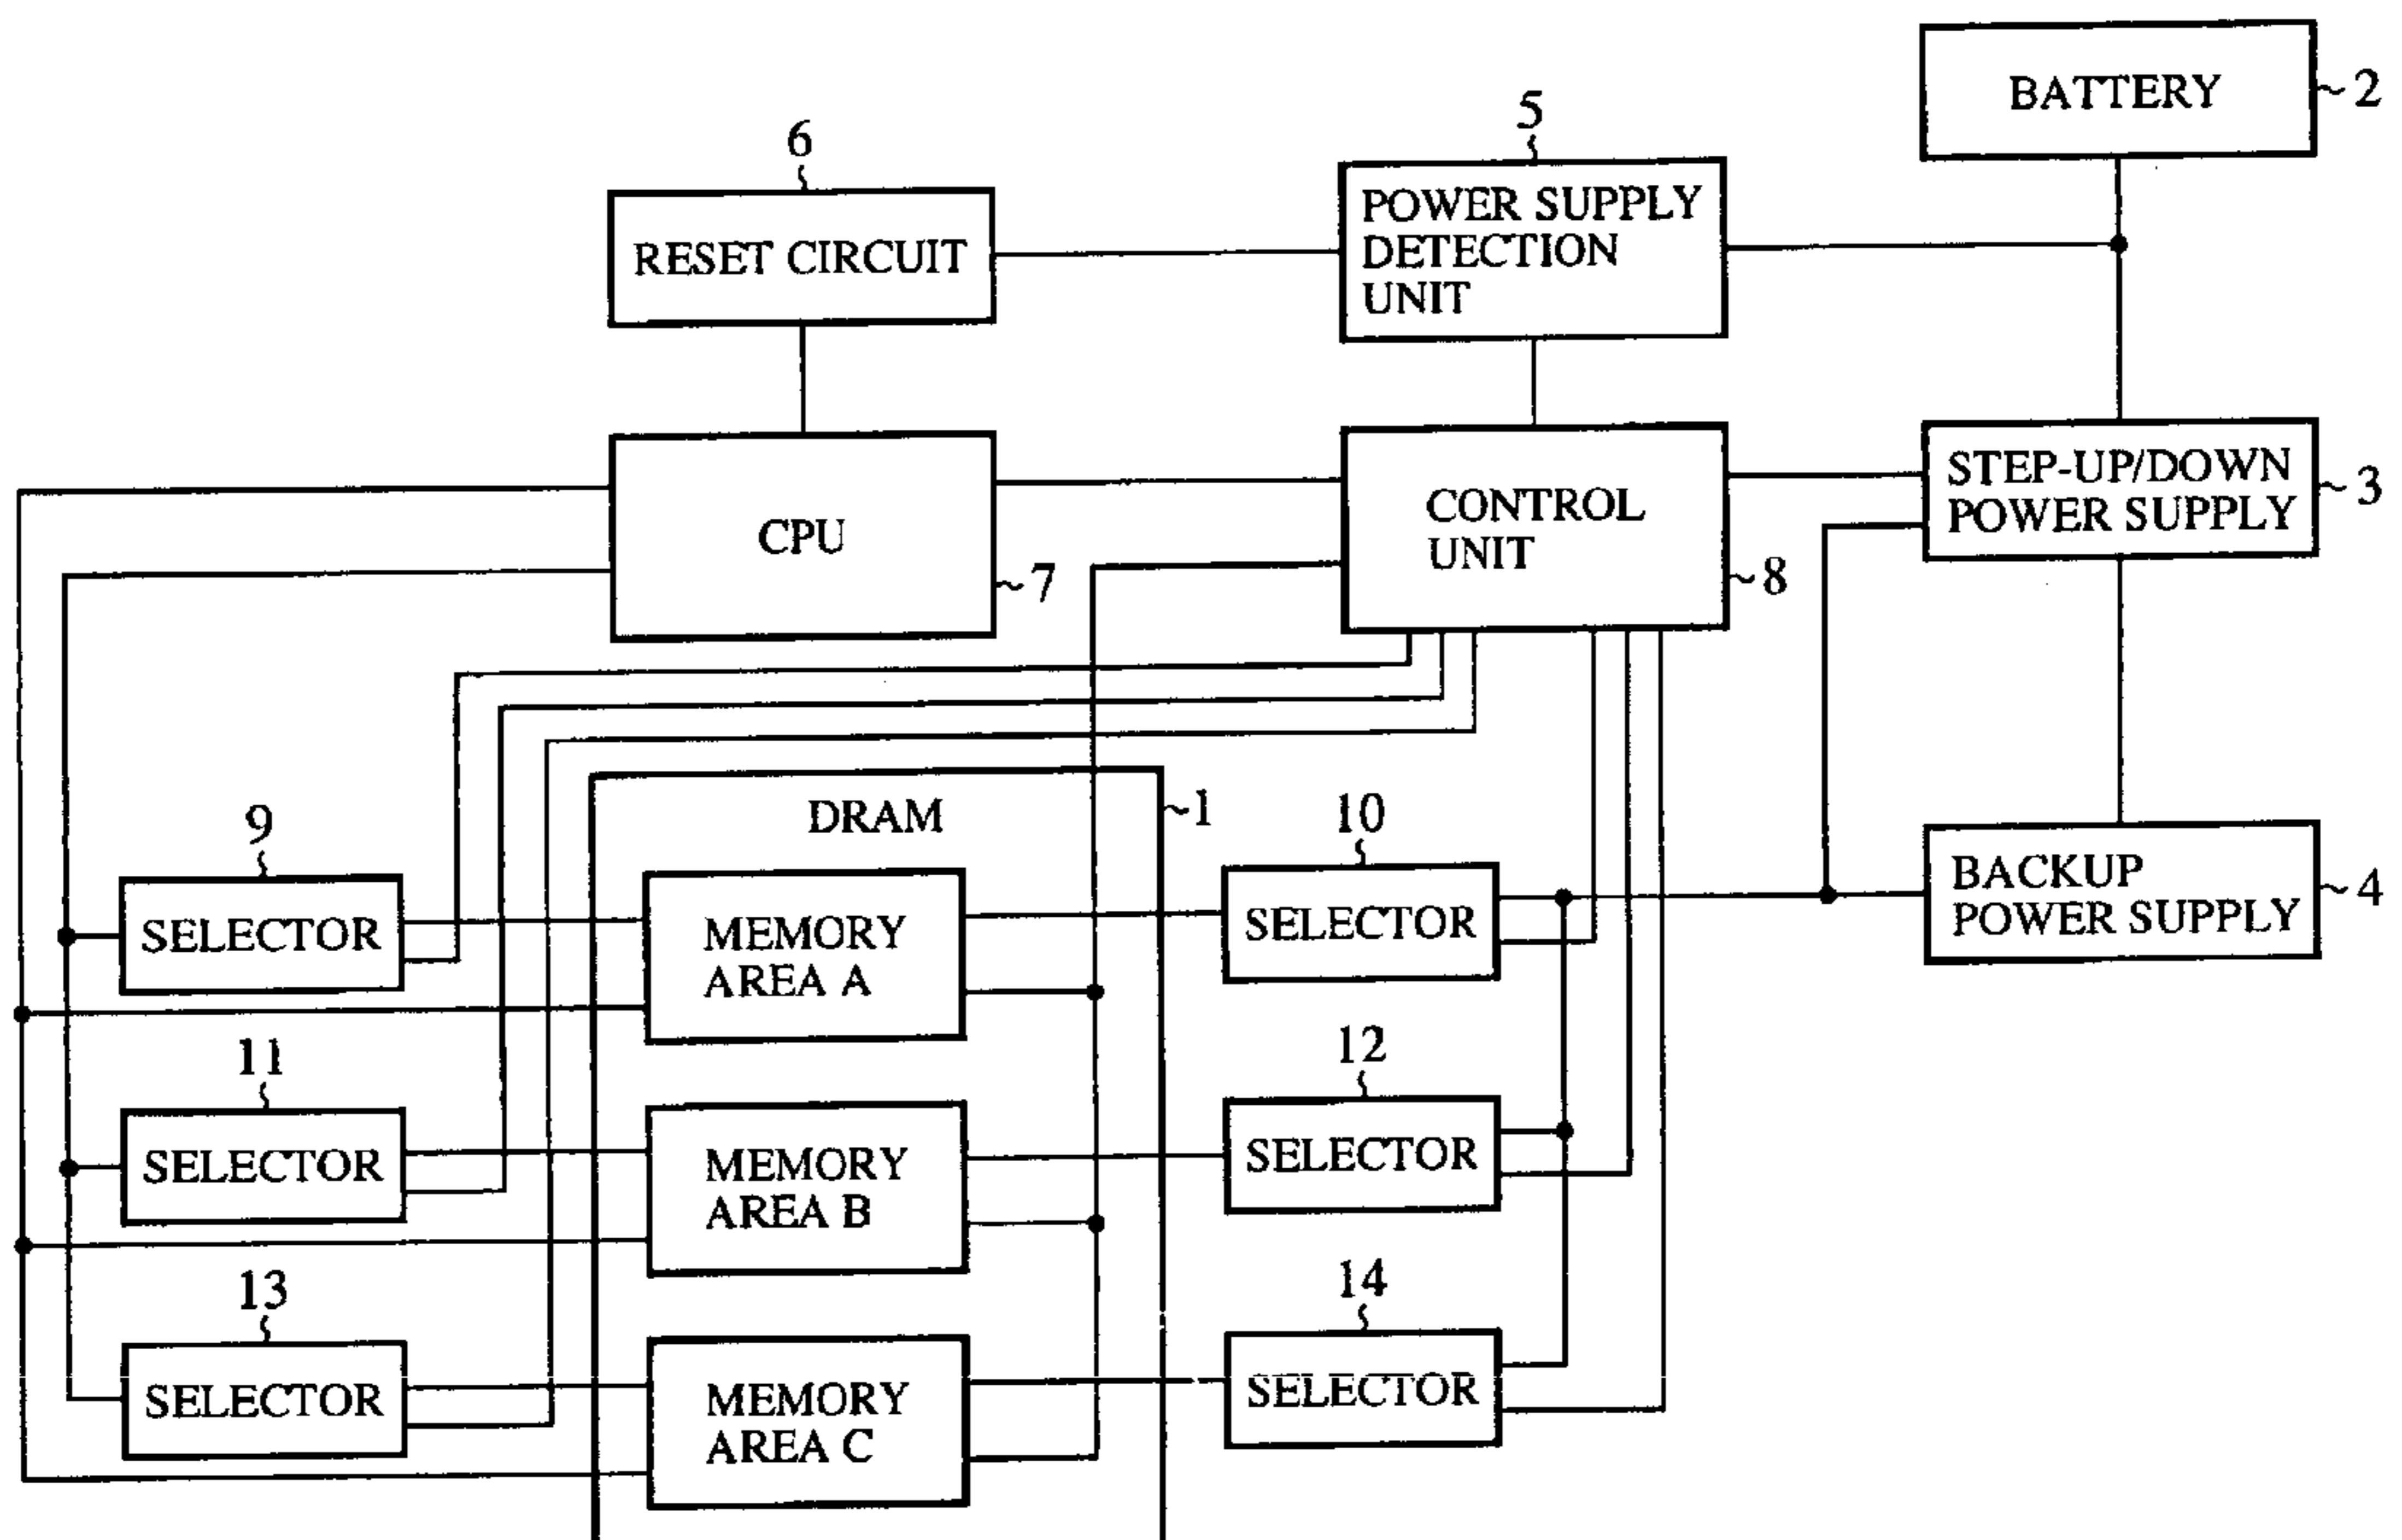 BATTERY
2
5
6
POWER SUPPLY
DETECTION
UNIT
RESET CIRCUIT
STEP-UP/DOWN
POWER SUPPLY
3
CONTROL
UNIT
8
CPU
7
DRAM
1
9
10
SELECTOR
MEMORY
AREA A
SELECTOR
BACKUP
POWER SUPPLY
4
11
12
SELECTOR
MEMORY
AREA B
SELECTOR
13
14
SELECTOR
MEMORY
AREA C
SELECTOR